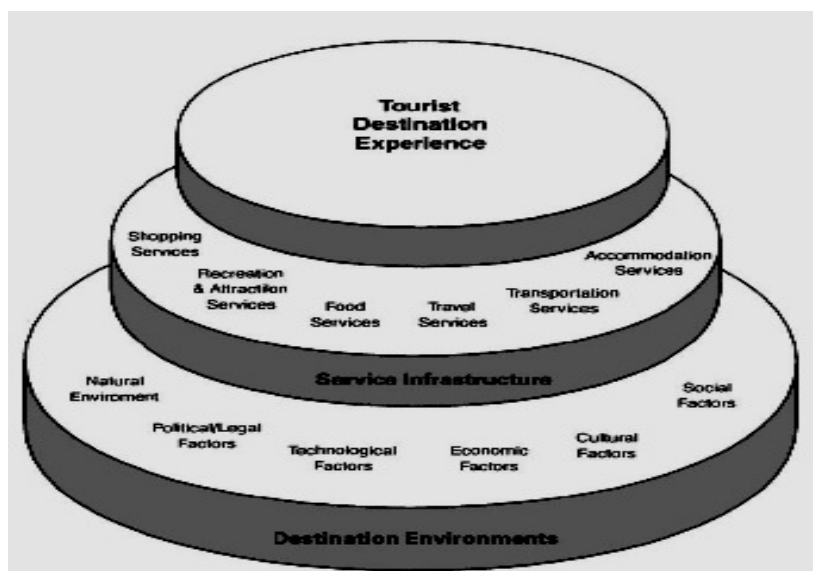 Tourist
Destination
Experience
Shopping
Services
Recreation
& Attraction
Services
Food
Services
Travel
Services
Transportation
Services
Accommodation
Services
Service Infrastructure
Natural
Enviroment
Political/Legal
Factors
Technological
Factors
Economic
Factors
Cultural
Factors
Social
Factors
Destination Environments